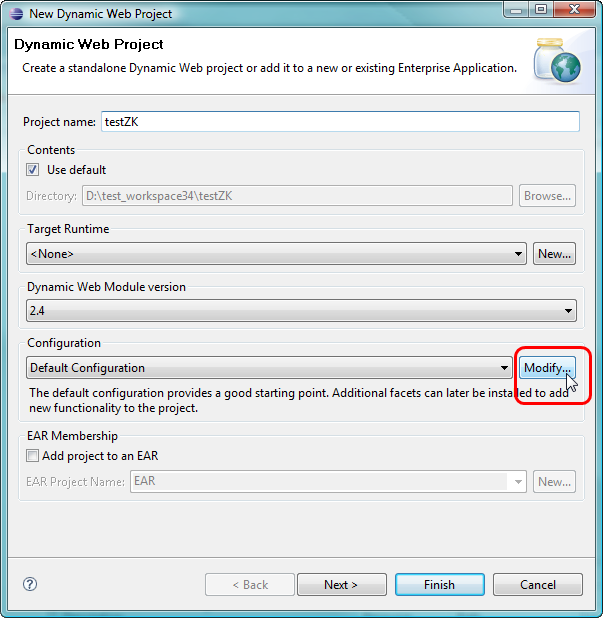 New Dynamic Web Project
Dynamic Web Project
Create a standalone Dynamic Web project or add it to a new or existing Enterprise Application.
Project name: testZK
Contents
Use default
Directory: D:\test_workspace34\testZK Browse...
Target Runtime
<None> New...
Dynamic Web Module version
2.4
Configuration
Default Configuration Modify...
The default configuration provides a good starting point. Additional facets can later be installed to add
new functionality to the project.
EAR Membership
Add project to an EAR
EAR Project Name: EAR New...
? < Back Next > Finish Cancel